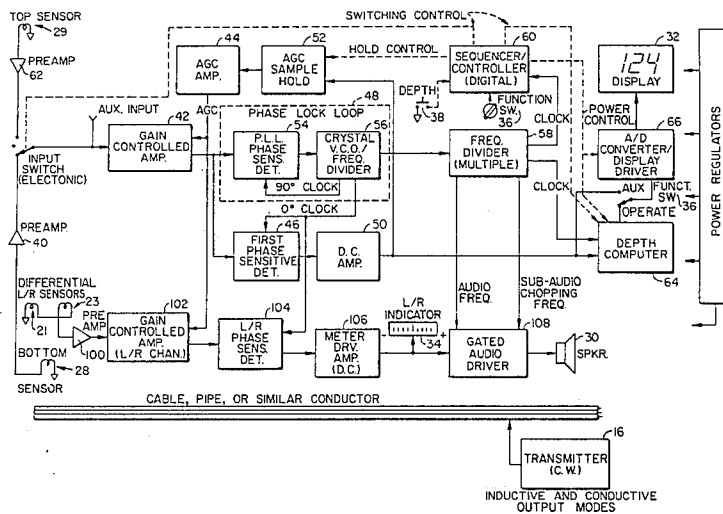 SWITCHING CONTROL
TOP SENSOR
29
PREAMP
62
44
AGC
AMP.
52
AGC
SAMPLE
HOLD
HOLD CONTROL
60
SEQUENCER/
CONTROLLER
(DIGITAL)
32
124
DISPLAY
POWER REGULATORS
AUX. INPUT
AGC
PHASE LOCK LOOP
48
DEPTH
38
FUNCTION
SW.
36
CLOCK
POWER
CONTROL
42
GAIN
CONTROLLED
AMP.
INPUT
SWITCH
(ELECTONIC)
54
P.L.L.
PHASE SENS.
DET.
56
CRYSTAL
V.C.O./
FREQ.
DIVIDER
90° CLOCK
58
FREQ.
DIVIDER
(MULTIPLE)
66
A/D
CONVERTER/
DISPLAY
DRIVER
CLOCK
AUX
FUNCT.
SW
36
OPERATE
0° CLOCK
PREAMP.
40
46
FIRST
PHASE
SENSITIVE
DET.
50
D.C.
AMP.
DEPTH
COMPUTER
64
DIFFERENTIAL
L/R SENSORS
23
21
PRE
AMP
100
102
GAIN
CONTROLLED
AMP.
(L/R CHAN.)
104
L/R
PHASE
SENS.
DET.
L/R
INDICATOR
- +
34
AUDIO
FREQ.
SUB-AUDIO
CHOPPING
FREQ.
106
METER
DRV. AMP
(D.C.)
108
GATED
AUDIO
DRIVER
30
SPKR.
BOTTOM
28
SENSOR
CABLE, PIPE, OR SIMILAR CONDUCTOR
16
TRANSMITTER
(C.W.)
INDUCTIVE AND CONDUCTIVE
OUTPUT MODES